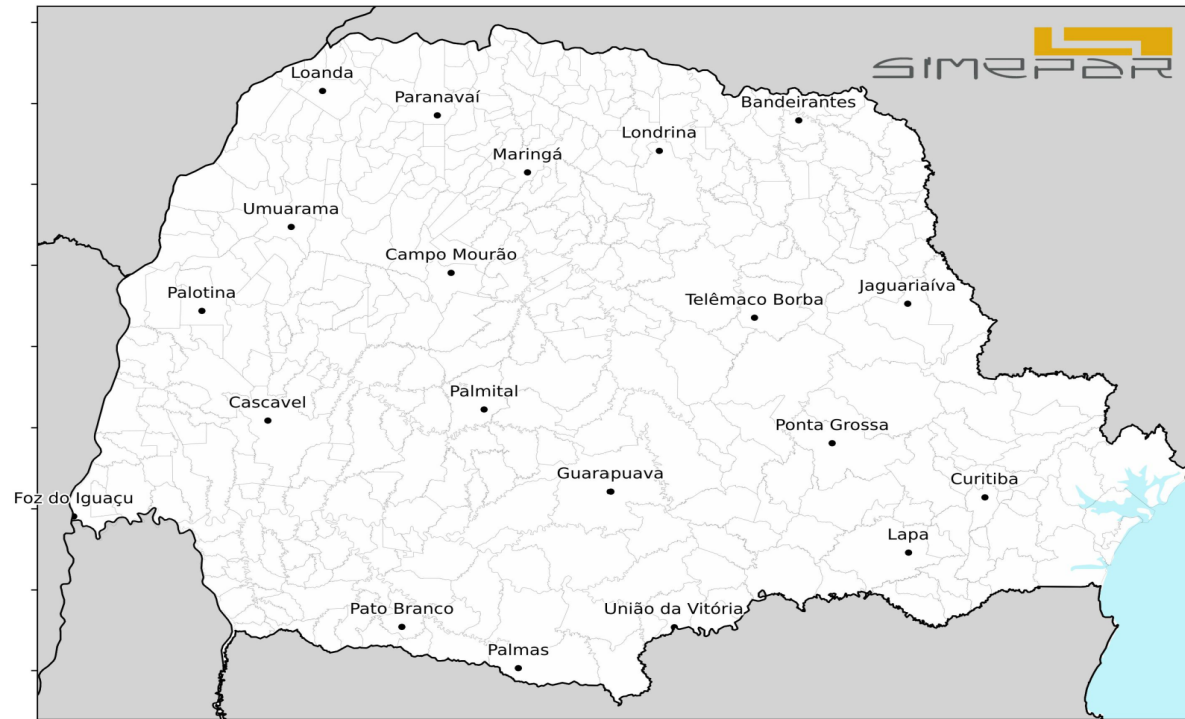 SIMEPAR
Loanda
Paranavaí
Bandeirantes
Londrina
Maringá
Umuarama
Campo Mourão
Palotina
Telêmaco Borba
Jaguariaíva
Cascavel
Palmital
Ponta Grossa
Guarapuava
Curitiba
Foz do Iguaçu
Lapa
Pato Branco
União da Vitória
Palmas